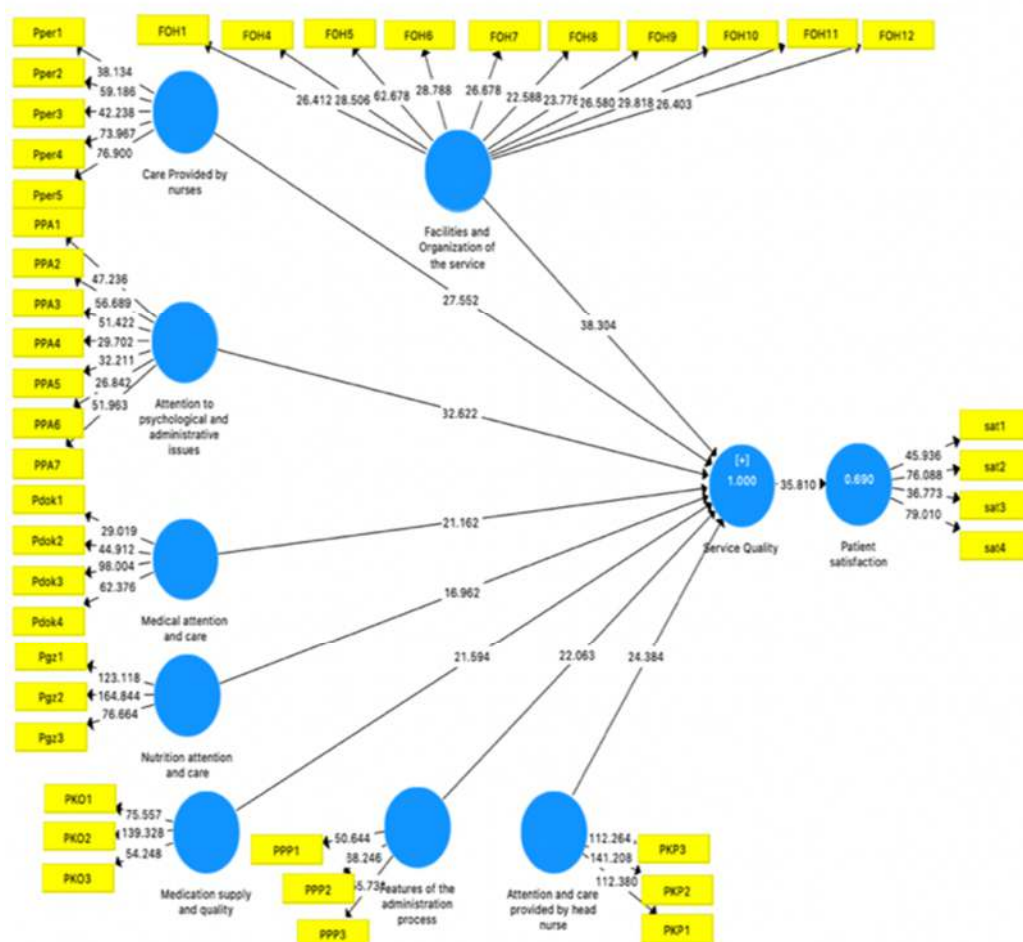 Pper1
Pper2
Pper3
Pper4
Pper5
38.134
59.186
42.238
73.967
76.900
Care Provided by
nurses
FOH1
FOH4
FOH5
FOH6
FOH7
FOH8
FOH9
FOH10
FOH11
FOH12
26.412
28.506
62.678
28.788
26.678
22.588
23.778
26.580
29.818
26.403
Facilities and
Organization of
the service
PPA1
PPA2
PPA3
PPA4
PPA5
PPA6
PPA7
47.236
56.689
51.422
29.702
32.211
26.842
51.963
Attention to
psychological and
administrative
issues
27.552
38.304
32.622
21.162
16.962
21.594
22.063
24.384
Pdok1
Pdok2
Pdok3
Pdok4
29.019
44.912
98.004
62.376
Medical attention
and care
Pgz1
Pgz2
Pgz3
123.118
164.844
76.664
Nutrition attention
and care
PKO1
PKO2
PKO3
75.557
139.328
54.248
Medication supply
and quality
PPP1
PPP2
PPP3
50.644
38.246
Features of the
administration
process
112.264
141.208
112.380
PKP3
PKP2
PKP1
Attention and care
provided by head
nurse
[+]
1.000
Service Quality
35.810
0.690
Patient
satisfaction
45.936
76.088
36.773
79.010
sat1
sat2
sat3
sat4